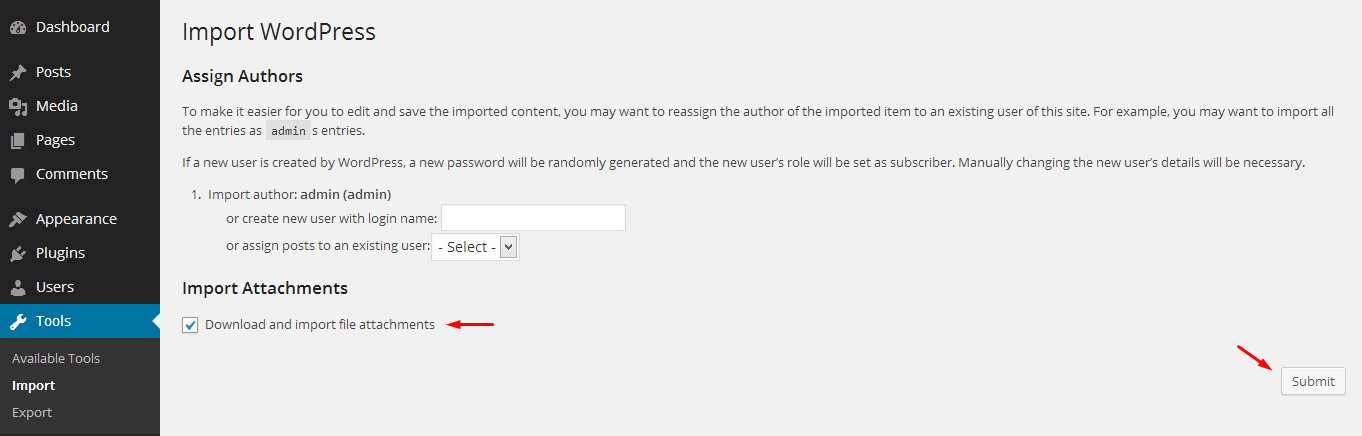 Dashboard
Posts
Media
Pages
Comments
Appearance
Plugins
Users
Tools
Available Tools
Import
Export
Import WordPress
Assign Authors
To make it easier for you to edit and save the imported content, you may want to reassign the author of the imported item to an existing user of this site. For example, you may want to import all
the entries as admin s entries.
If a new user is created by WordPress, a new password will be randomly generated and the new user’s role will be set as subscriber. Manually changing the new user’s details will be necessary.
1. Import author: admin (admin)
or create new user with login name:
or assign posts to an existing user: - Select -
Import Attachments
Download and import file attachments
Submit